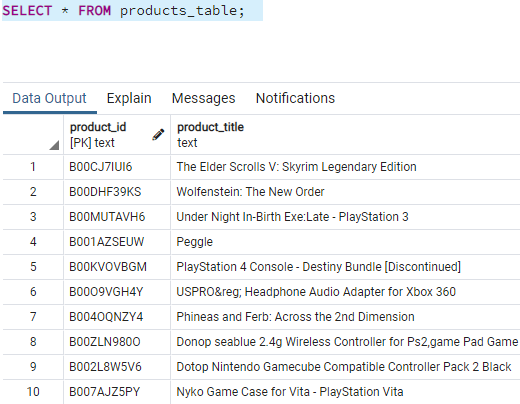 SELECT * FROM products_table;
Data Output Explain Messages Notifications
product_id product_title
[PK] text text
1 B00CJ7IUI6 The Elder Scrolls V: Skyrim Legendary Edition
2 B00DHF39KS Wolfenstein: The New Order
3 B00MUTAVH6 Under Night In-Birth Exe:Late - PlayStation 3
4 B001AZSEUW Peggle
5 B00KVOVBGM PlayStation 4 Console - Destiny Bundle [Discontinued]
6 B00O9VGH4Y USPRO&reg; Headphone Audio Adapter for Xbox 360
7 B004OQNZY4 Phineas and Ferb: Across the 2nd Dimension
8 B00ZLN980O Donop seablue 2.4g Wireless Controller for Ps2,game Pad Game
9 B002L8W5V6 Dotop Nintendo Gamecube Compatible Controller Pack 2 Black
10 B007AJZ5PY Nyko Game Case for Vita - PlayStation Vita